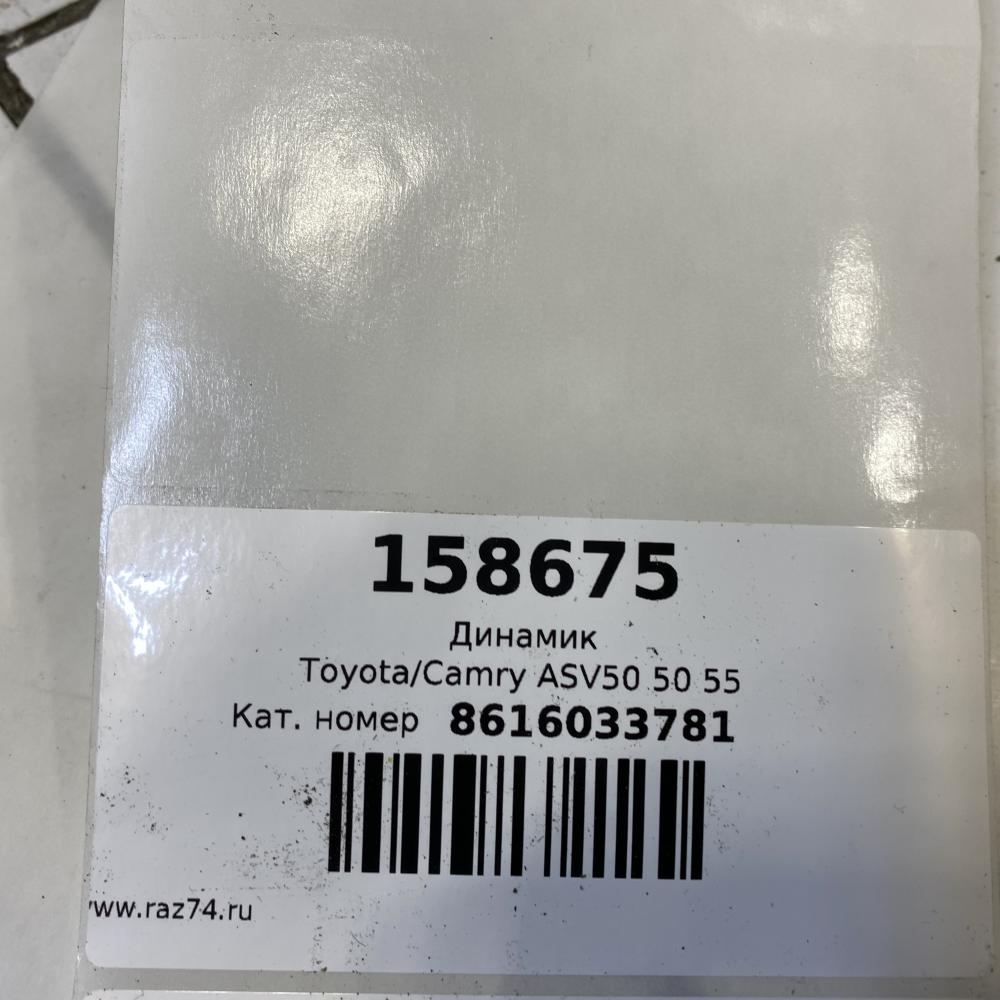 158675
Динамик
Toyota/Camry ASV50 50 55
Кат. номер 8616033781
www.raz74.ru